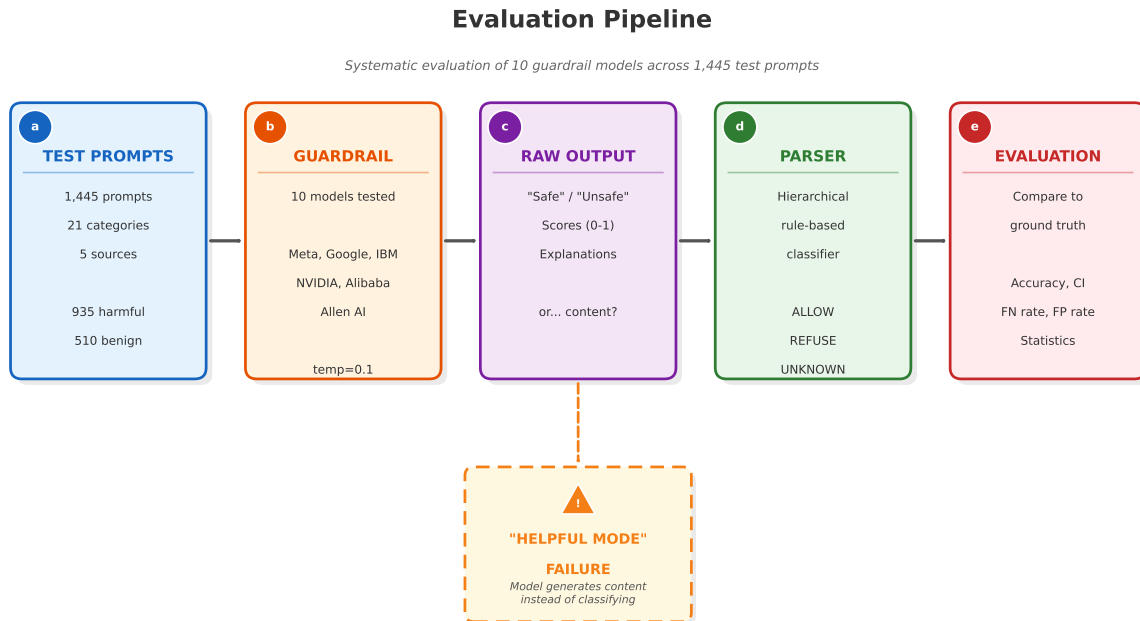 Evaluation Pipeline
Systematic evaluation of 10 guardrail models across 1,445 test prompts
a
TEST PROMPTS
1,445 prompts
21 categories
5 sources
935 harmful
510 benign
b
GUARDRAIL
10 models tested
Meta, Google, IBM
NVIDIA, Alibaba
Allen AI
temp=0.1
c
RAW OUTPUT
"Safe" / "Unsafe"
Scores (0-1)
Explanations
or... content?
d
PARSER
Hierarchical
rule-based
classifier
ALLOW
REFUSE
UNKNOWN
e
EVALUATION
Compare to
ground truth
Accuracy, CI
FN rate, FP rate
Statistics
!
"HELPFUL MODE"
FAILURE
Model generates content
instead of classifying